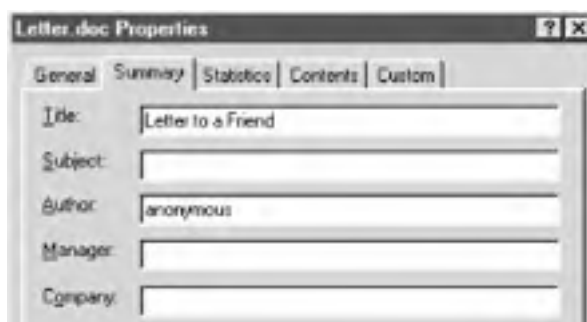 Letter.doc Properties ? X
General Summary Statistics Contents Custom
Title: Letter to a Friend
Subject:
Author: anonymous
Manager:
Company: